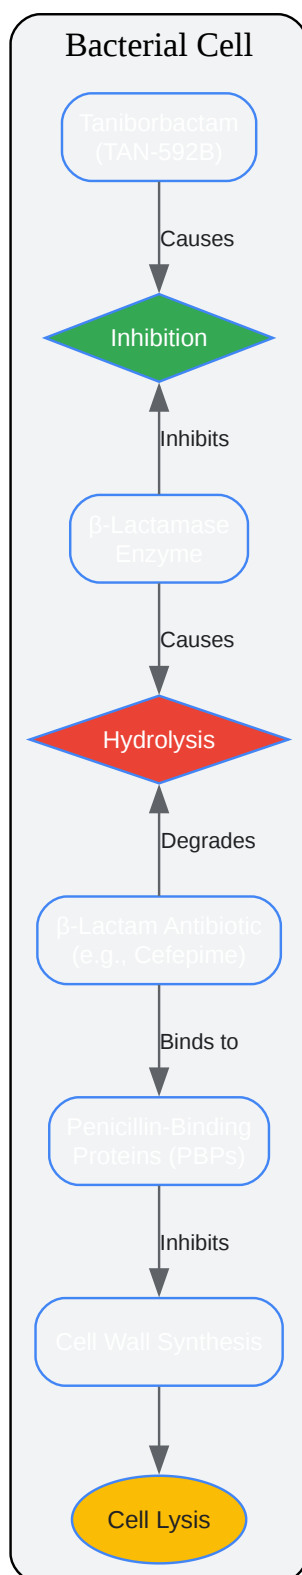 Bacterial Cell
Taniborbactam
(TAN-592B)
Causes
Inhibition
Inhibits
β-Lactamase
Enzyme
Causes
Hydrolysis
Degrades
β-Lactam Antibiotic
(e.g., Cefepime)
Binds to
Penicillin-Binding
Proteins (PBPs)
Inhibits
Cell Wall Synthesis
Cell Lysis